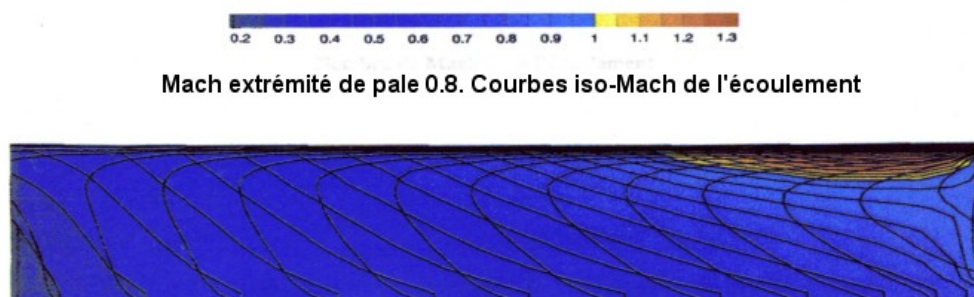 0.2 0.3 0.4 0.5 0.6 0.7 0.8 0.9 1 1.1 1.2 1.3
Mach extrémité de pale 0.8. Courbes iso-Mach de l'écoulement